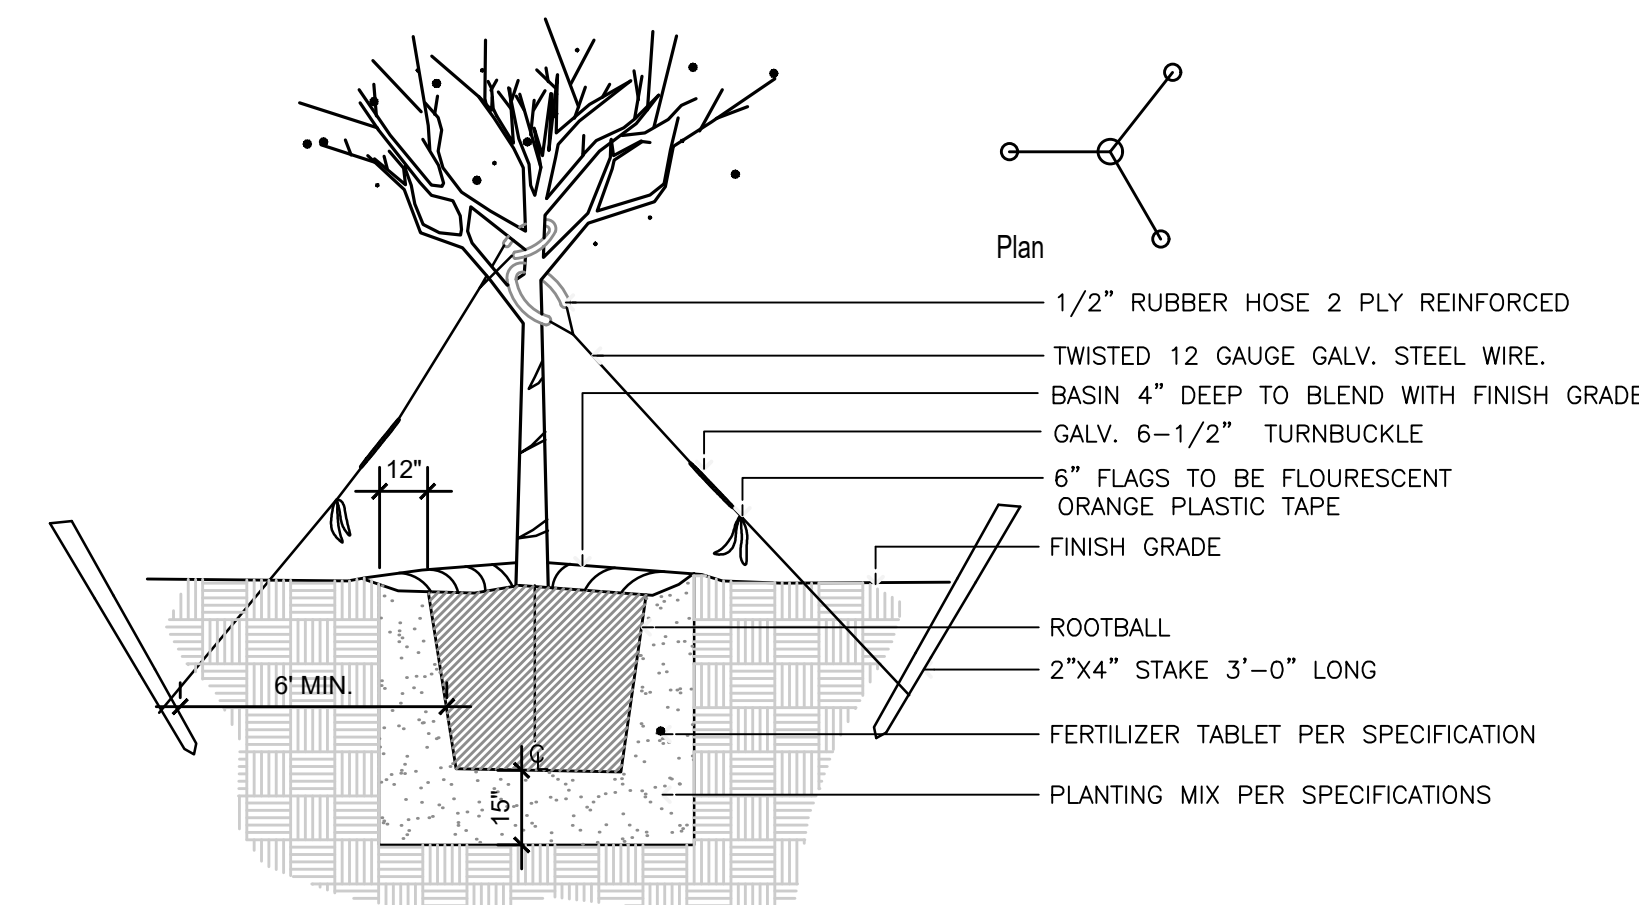 Plan
1/2” RUBBER HOSE 2 PLY REINFORCED
TWISTED 12 GAUGE GALV. STEEL WIRE.
BASIN 4” DEEP TO BLEND WITH FINISH GRADE
GALV. 6-1/2” TURNBUCKLE
12"
6” FLAGS TO BE FLOURESCENT
ORANGE PLASTIC TAPE
FINISH GRADE
ROOTBALL
2”X4” STAKE 3’-0” LONG
6' MIN.
FERTILIZER TABLET PER SPECIFICATION
℄
15"
PLANTING MIX PER SPECIFICATIONS